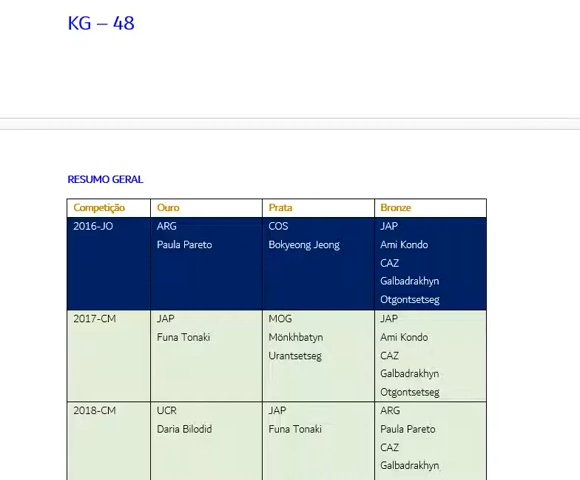 KG – 48
RESUMO GERAL
Competição Ouro Prata Bronze
2016-JO ARG COS JAP
Paula Pareto Bokyeong Jeong Ami Kondo
CAZ
Galbadrakhyn
Otgontsetseg
2017-CM JAP MOG JAP
Funa Tonaki Mönkhbatyn Ami Kondo
Urantsetseg CAZ
Galbadrakhyn
Otgontsetseg
2018-CM UCR JAP ARG
Daria Bilodid Funa Tonaki Paula Pareto
CAZ
Galbadrakhyn